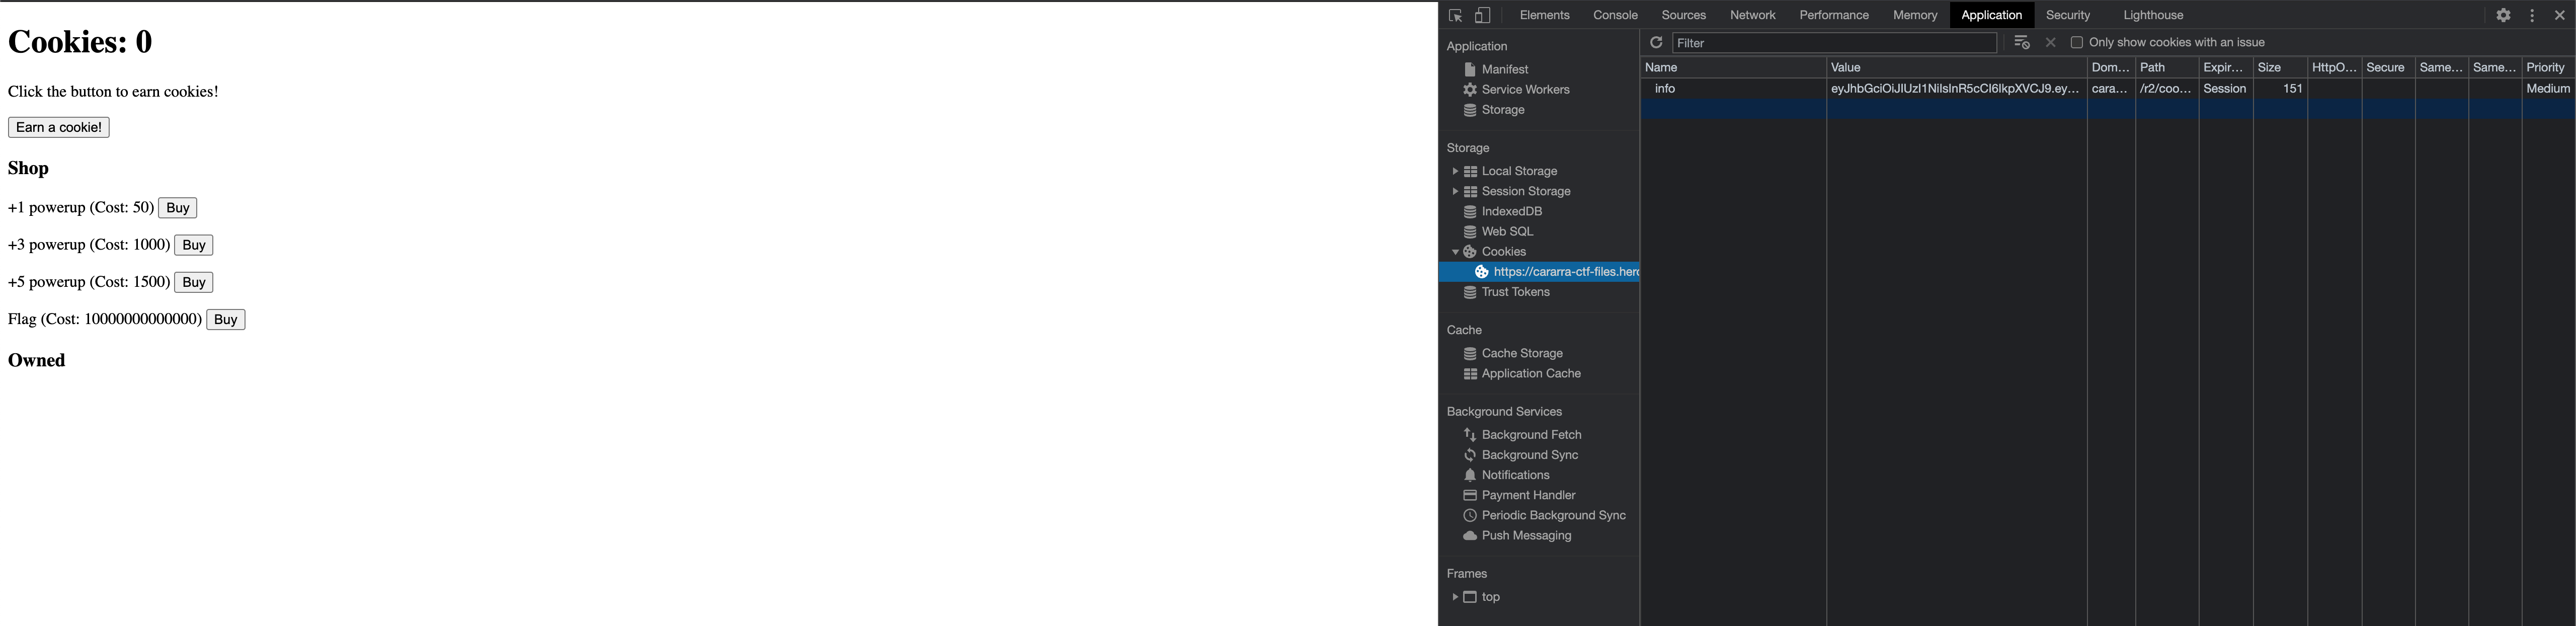 Cookies: 0
Click the button to earn cookies!
Earn a cookie!
Shop
+1 powerup (Cost: 50) Buy
+3 powerup (Cost: 1000) Buy
+5 powerup (Cost: 1500) Buy
Flag (Cost: 10000000000000) Buy
Owned
Elements Console Sources Network Performance Memory Application Security Lighthouse
Application
Manifest
Service Workers
Storage
Storage
Local Storage
Session Storage
IndexedDB
Web SQL
Cookies
https://cararra-ctf-files.hero
Trust Tokens
Cache
Cache Storage
Application Cache
Background Services
Background Fetch
Background Sync
Notifications
Payment Handler
Periodic Background Sync
Push Messaging
Frames
top
Filter Only show cookies with an issue
Name Value Dom... Path Expir... Size HttpO... Secure Same... Same... Priority
info eyJhbGciOiJIUzI1NiIsInR5cCI6IkpXVCJ9.ey... cara... /r2/coo... Session 151 Medium